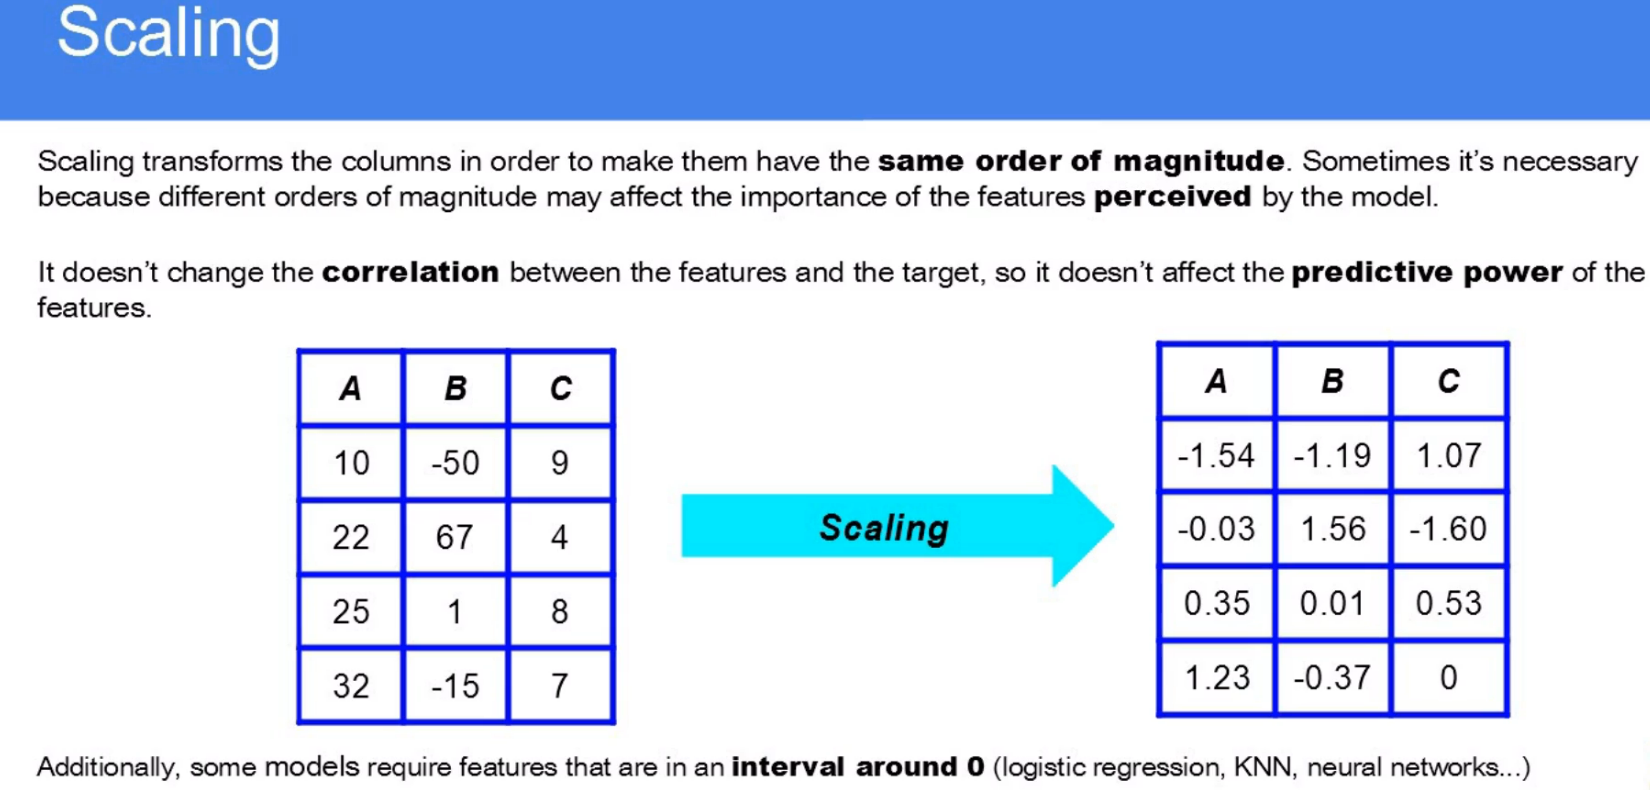 Scaling
Scaling transforms the columns in order to make them have the same order of magnitude. Sometimes it's necessary
because different orders of magnitude may affect the importance of the features perceived by the model.
It doesn't change the correlation between the features and the target, so it doesn't affect the predictive power of the
features.
A B C
10 -50 9
22 67 4
25 1 8
32 -15 7
Scaling
A B C
-1.54 -1.19 1.07
-0.03 1.56 -1.60
0.35 0.01 0.53
1.23 -0.37 0
Additionally, some models require features that are in an interval around 0 (logistic regression, KNN, neural networks...)